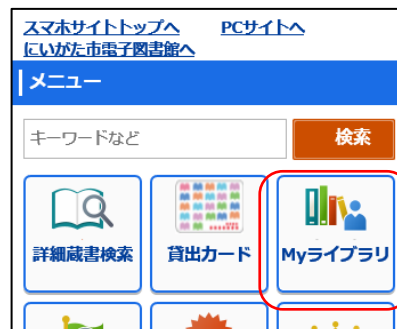 スマホサイトトップへ PCサイトへ
にいがた市電子図書館へ
メニュー
キーワードなど 検索
詳細蔵書検索 貸出カード Myライブラリ